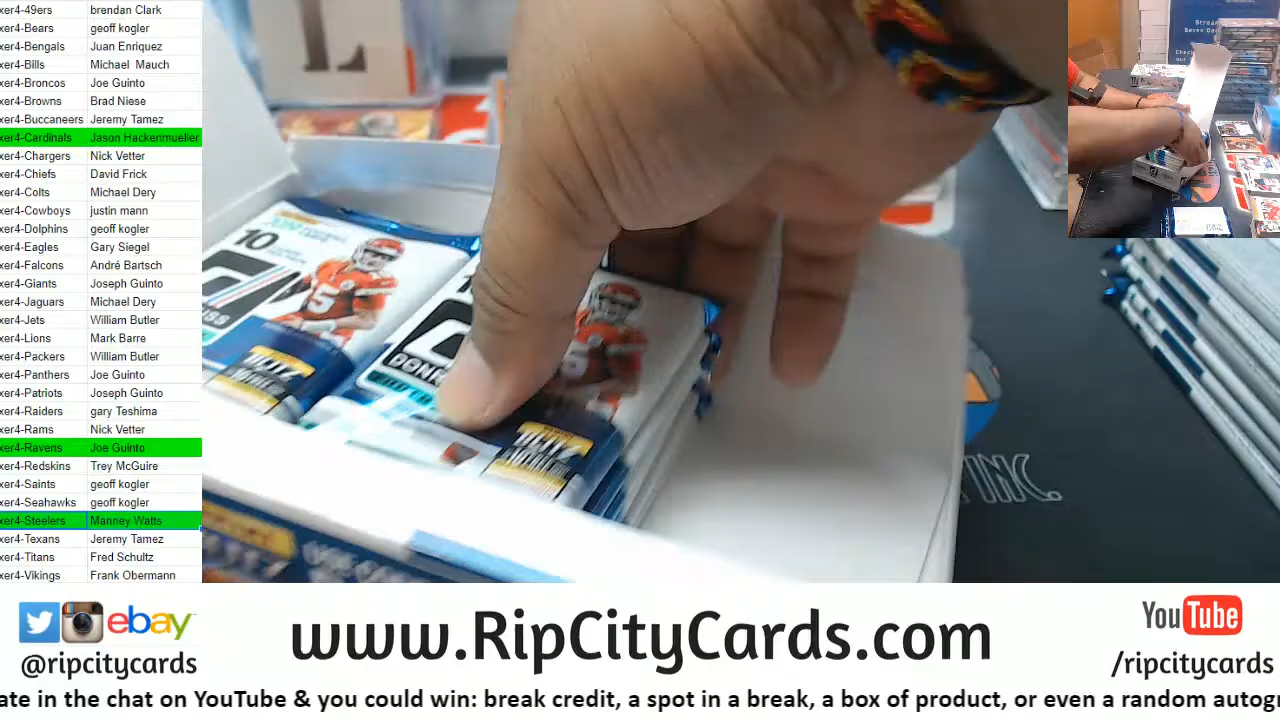 xer4-49ers brendan Clark
xer4-Bears geoff kogler
xer4-Bengals Juan Enriquez
xer4-Bills Michael Mauch
xer4-Broncos Joe Guinto
xer4-Browns Brad Niese
xer4-Buccaneers Jeremy Tamez
xer4-Cardinals Jason Hackenmueller
xer4-Chargers Nick Vetter
xer4-Chiefs David Frick
xer4-Colts Michael Dery
xer4-Cowboys justin mann
xer4-Dolphins geoff kogler
xer4-Eagles Gary Siegel
xer4-Falcons André Bartsch
xer4-Giants Joseph Guinto
xer4-Jaguars Michael Dery
xer4-Jets William Butler
xer4-Lions Mark Barre
xer4-Packers William Butler
xer4-Panthers Joe Guinto
xer4-Patriots Joseph Guinto
xer4-Raiders gary Teshima
xer4-Rams Nick Vetter
xer4-Ravens Joe Guinto
xer4-Redskins Trey McGuire
xer4-Saints geoff kogler
xer4-Seahawks geoff kogler
xer4-Steelers Manney Watts
xer4-Texans Jeremy Tamez
xer4-Titans Fred Schultz
xer4-Vikings Frank Obermann
10
BLITZ
INC.
ebay
@ripcitycards
www.RipCityCards.com
YouTube
/ripcitycards
ate in the chat on YouTube & you could win: break credit, a spot in a break, a box of product, or even a random autogr